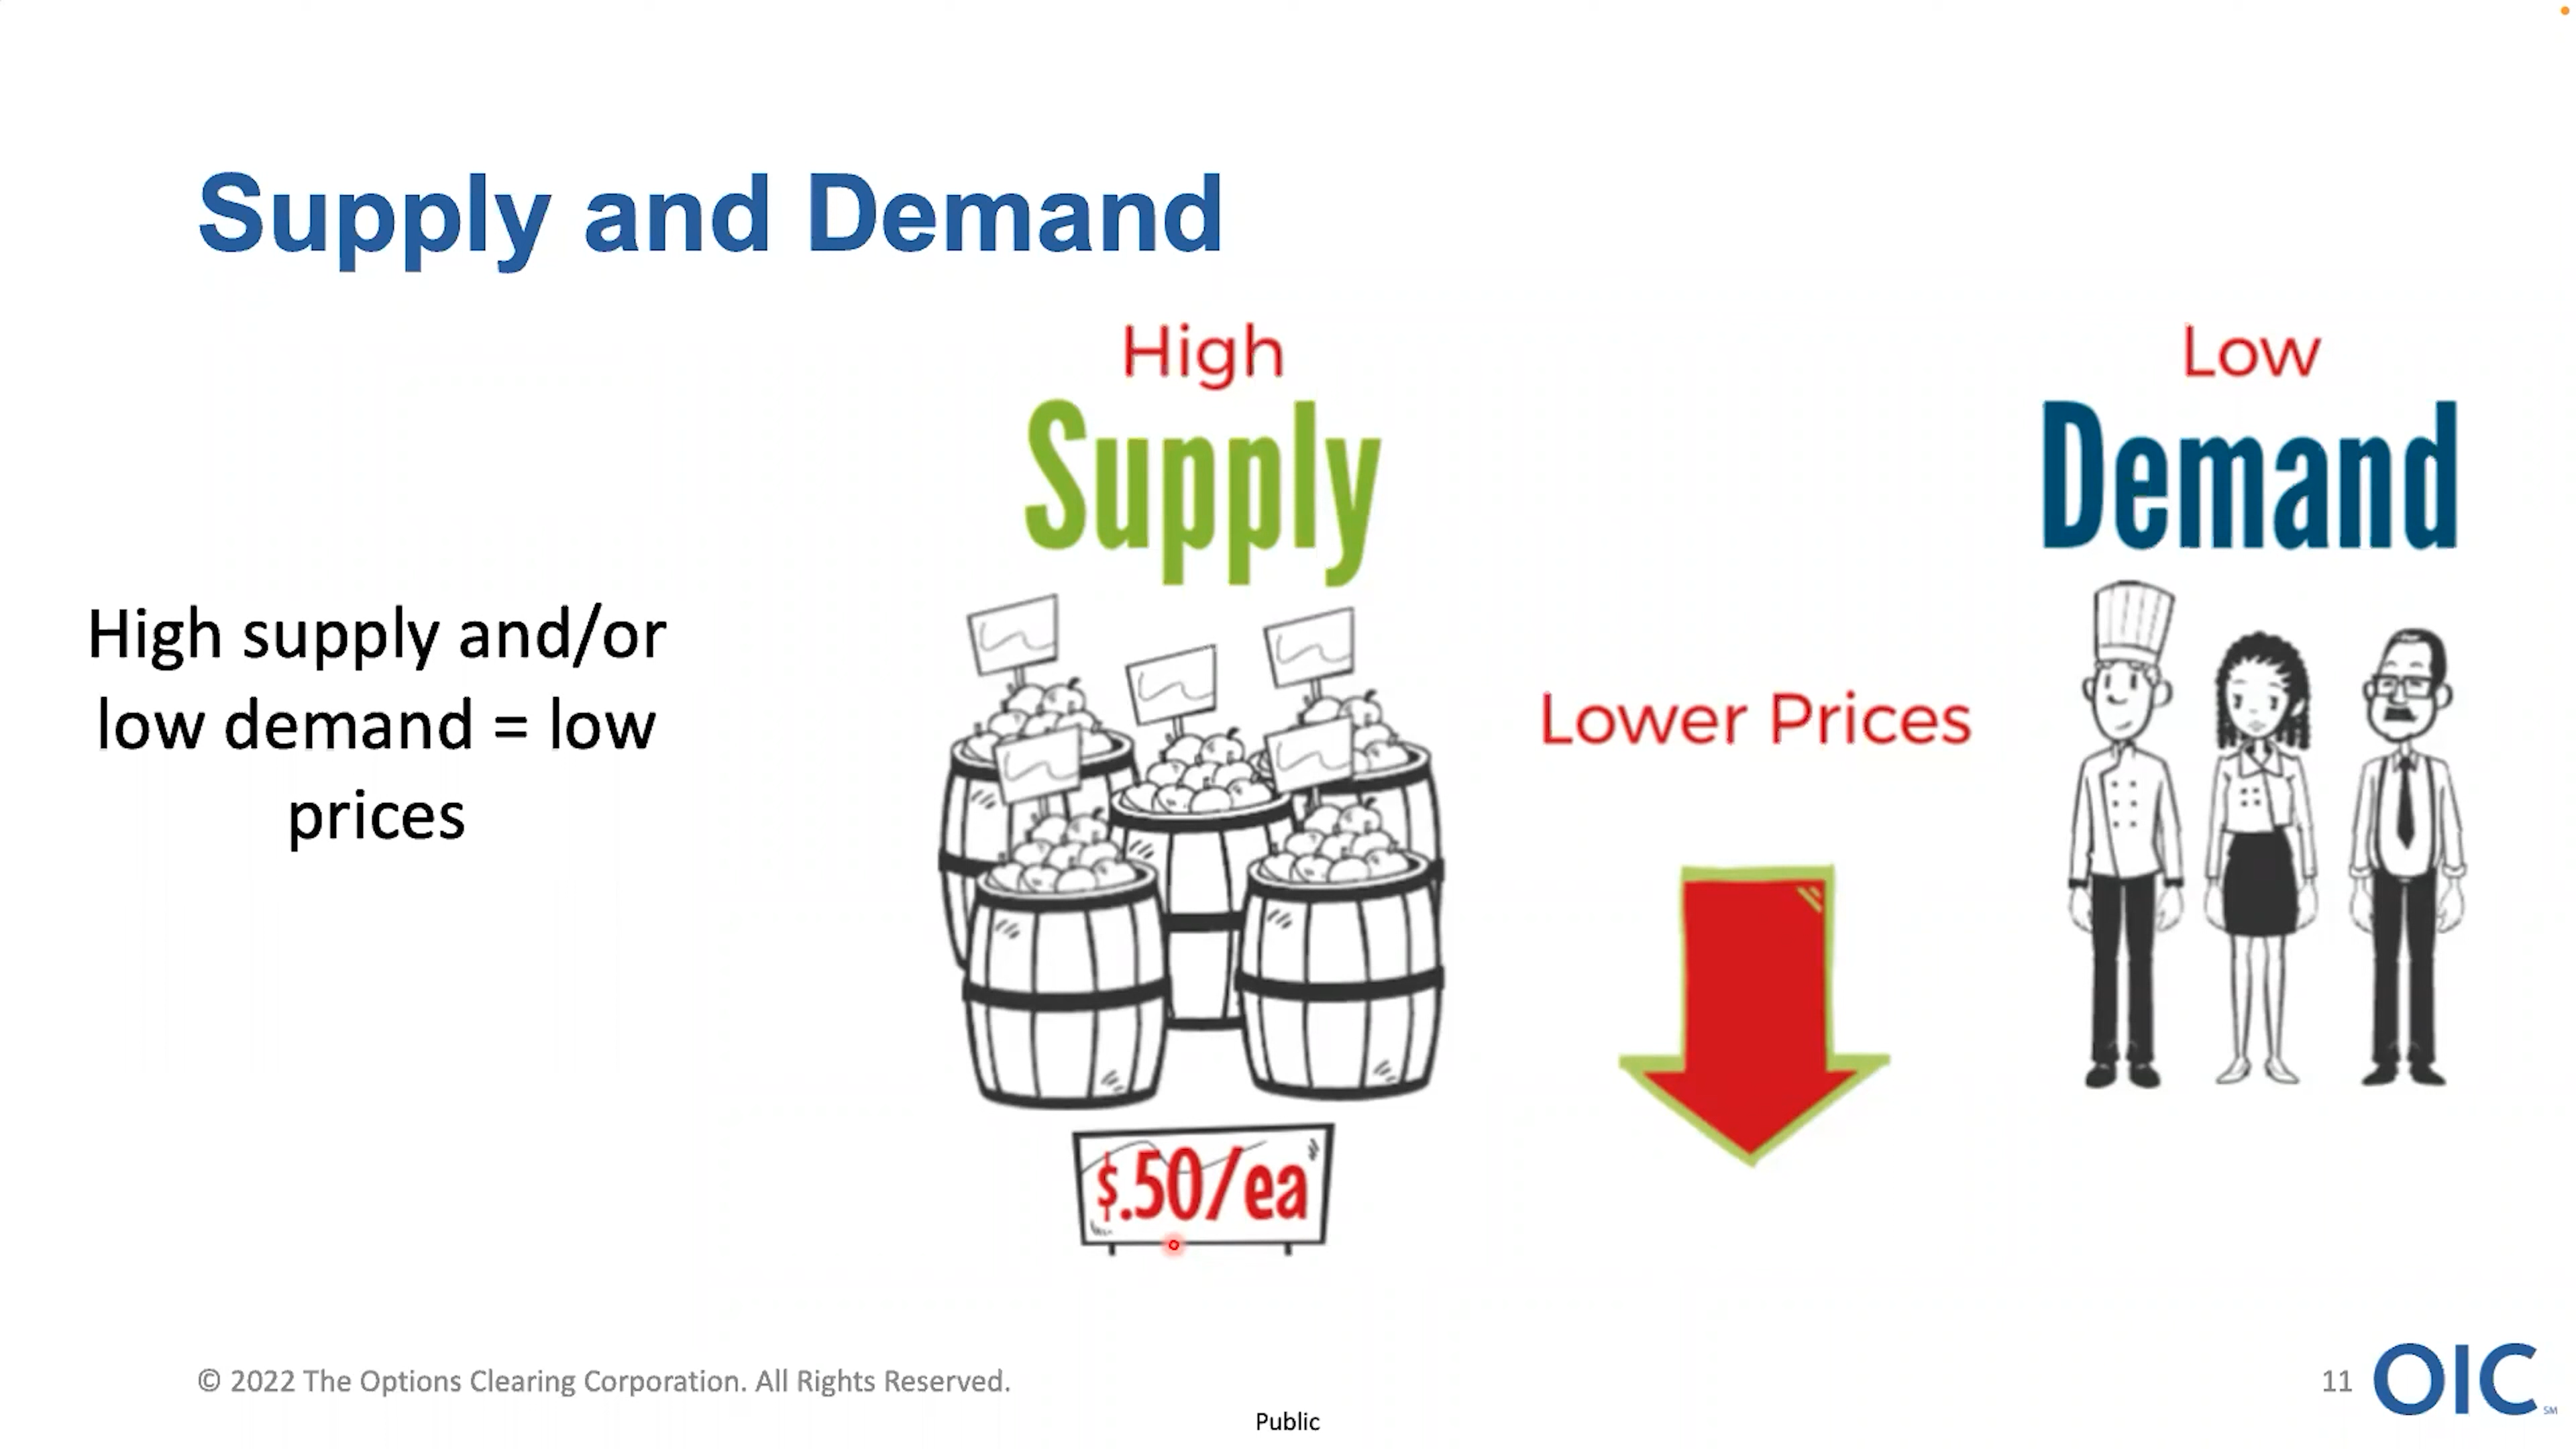 Supply and Demand
High supply and/or
low demand = low
prices
High
Supply
$.50/ea
Lower Prices
Low
Demand
© 2022 The Options Clearing Corporation. All Rights Reserved.
Public
11
OIC
SM